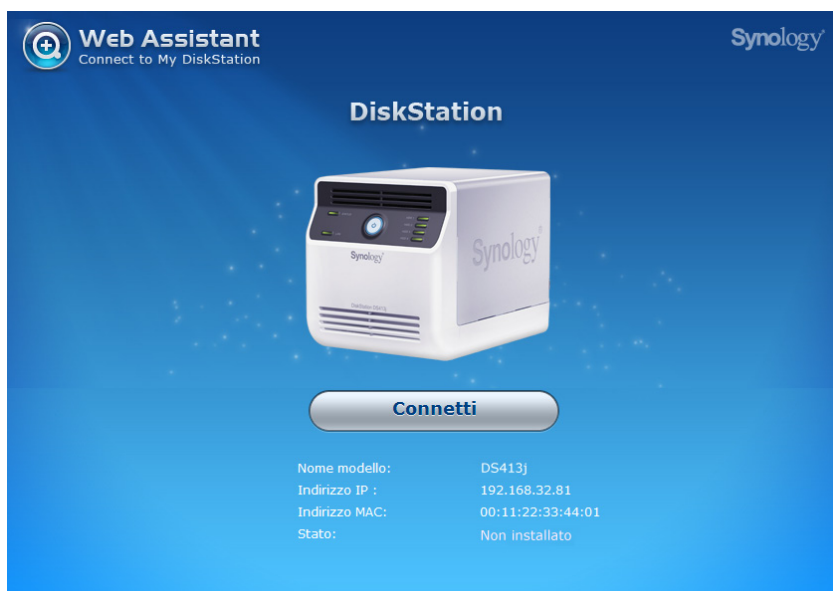 Web Assistant
Connect to My DiskStation
Synology
DiskStation
Synology
Synology
Connetti
Nome modello: DS413j
Indirizzo IP : 192.168.32.81
Indirizzo MAC: 00:11:22:33:44:01
Stato: Non installato